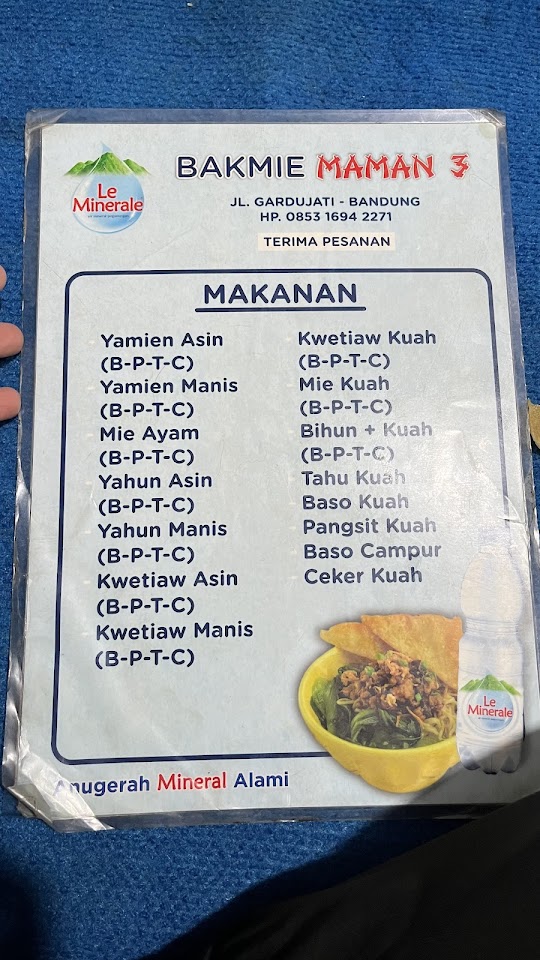 Le
Minerale
BAKMIE MAMAN 3
JL. GARDUJATI - BANDUNG
HP. 0853 1694 2271
TERIMA PESANAN
MAKANAN
Yamien Asin
(B-P-T-C)
Yamien Manis
(B-P-T-C)
Mie Ayam
(B-P-T-C)
Yahun Asin
(B-P-T-C)
Yahun Manis
(B-P-T-C)
Kwetiaw Asin
(B-P-T-C)
Kwetiaw Manis
(B-P-T-C)
Kwetiaw Kuah
(B-P-T-C)
Mie Kuah
(B-P-T-C)
Bihun + Kuah
(B-P-T-C)
Tahu Kuah
Baso Kuah
Pangsit Kuah
Baso Campur
Ceker Kuah
Le
Minerale
Anugerah Mineral Alami